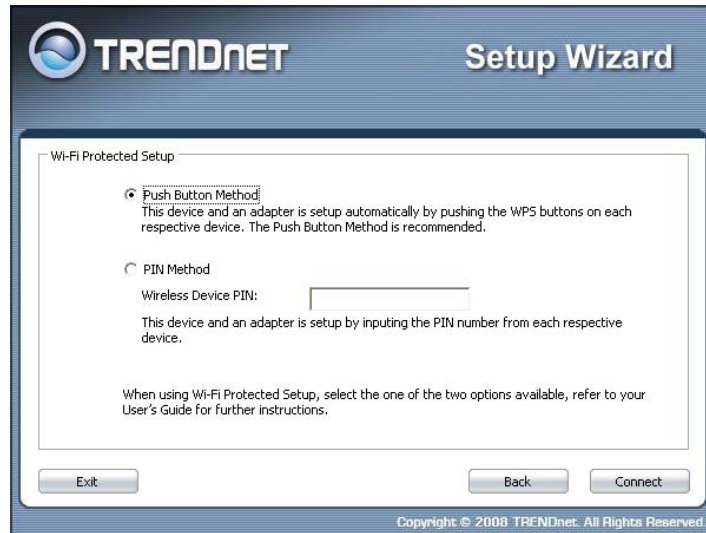 TRENDNET
Setup Wizard
Wi-Fi Protected Setup
Push Button Method
This device and an adapter is setup automatically by pushing the WPS buttons on each
respective device. The Push Button Method is recommended.
PIN Method
Wireless Device PIN:
This device and an adapter is setup by inputing the PIN number from each respective
device.
When using Wi-Fi Protected Setup, select the one of the two options available, refer to your
User's Guide for further instructions.
Exit
Back
Connect
Copyright © 2008 TRENDnet. All Rights Reserved.